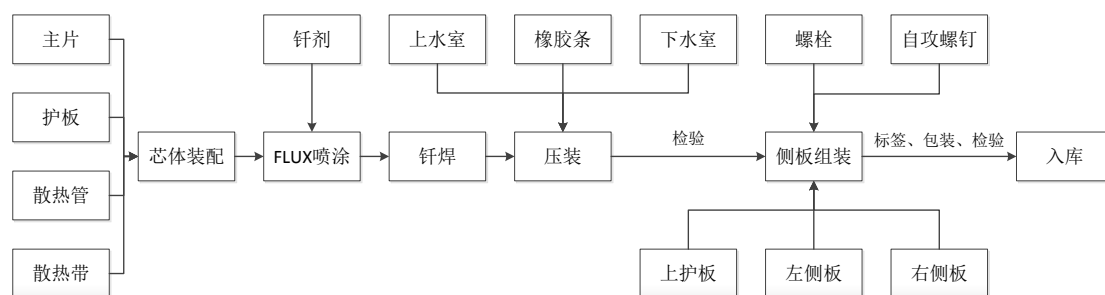 主片
护板
散热管
散热带
芯体装配
钎剂
FLUX喷涂
钎焊
上水室
橡胶条
下水室
压装
检验
螺栓
自攻螺钉
侧板组装
上护板
左侧板
右侧板
标签、包装、检验
入库